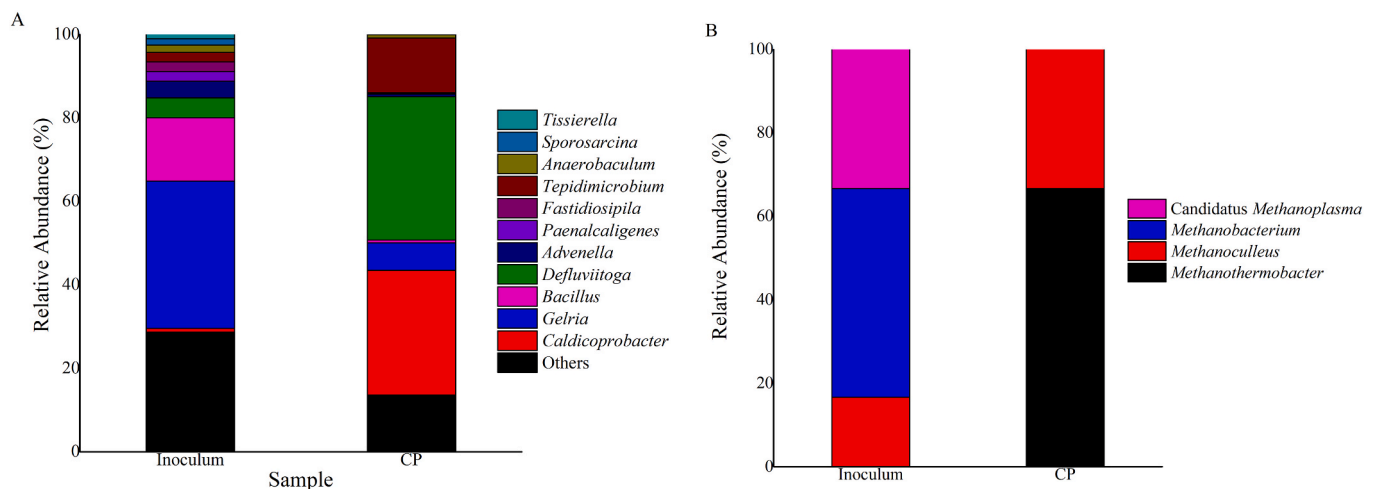 A
Relative Abundance (%)
100
80
60
40
20
0
Inoculum
CP
Sample
Tissierella
Sporosarcina
Anaerobaculum
Tepidimicrobium
Fastidiosipila
Paenalcaligenes
Advenella
Defluviitoga
Bacillus
Gelria
Caldicoprobacter
Others
B
Relative Abundance (%)
100
80
60
40
20
0
Inoculum
CP
Candidatus Methanoplasma
Methanobacterium
Methanoculleus
Methanothermobacter